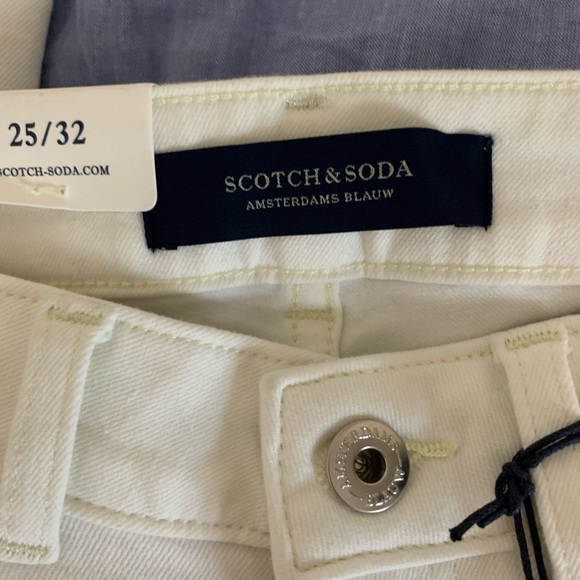 25/32
SCOTCH-SODA.COM
SCOTCH & SODA
AMSTERDAMS BLAUW
AMSTERDAMS
BLAUW